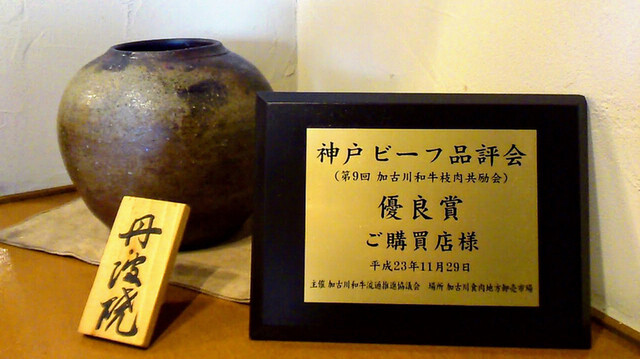 丹波焼
神戸ビーフ品評会
(第9回 加古川和牛枝肉共励会)
優良賞
ご購買店様
平成23年11月29日
主催 加古川和牛流通推進協議会 場所 加古川食肉地方卸売市場